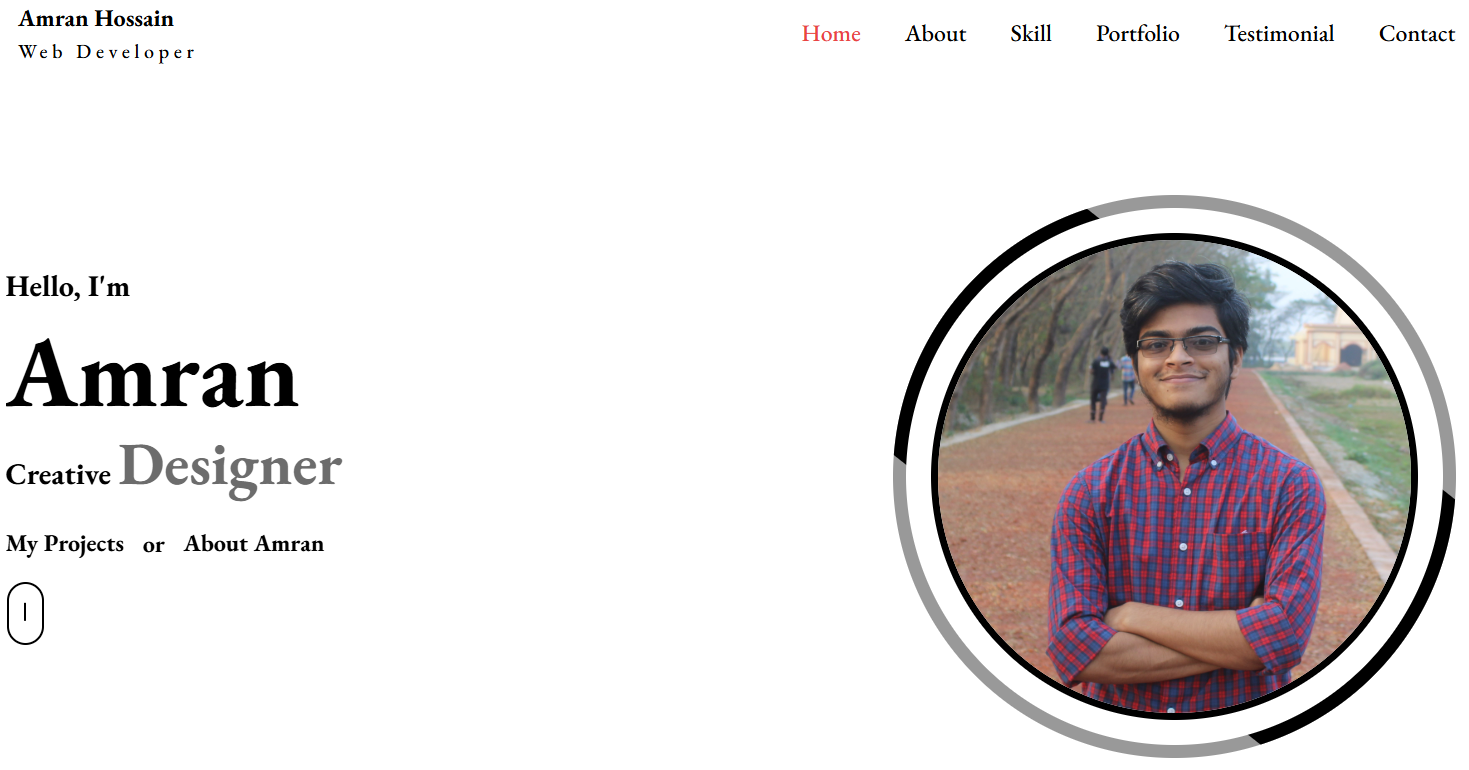 Amran Hossain
Web Developer
Home About Skill Portfolio Testimonial Contact
Hello, I'm
Amran
Creative Designer
My Projects or About Amran